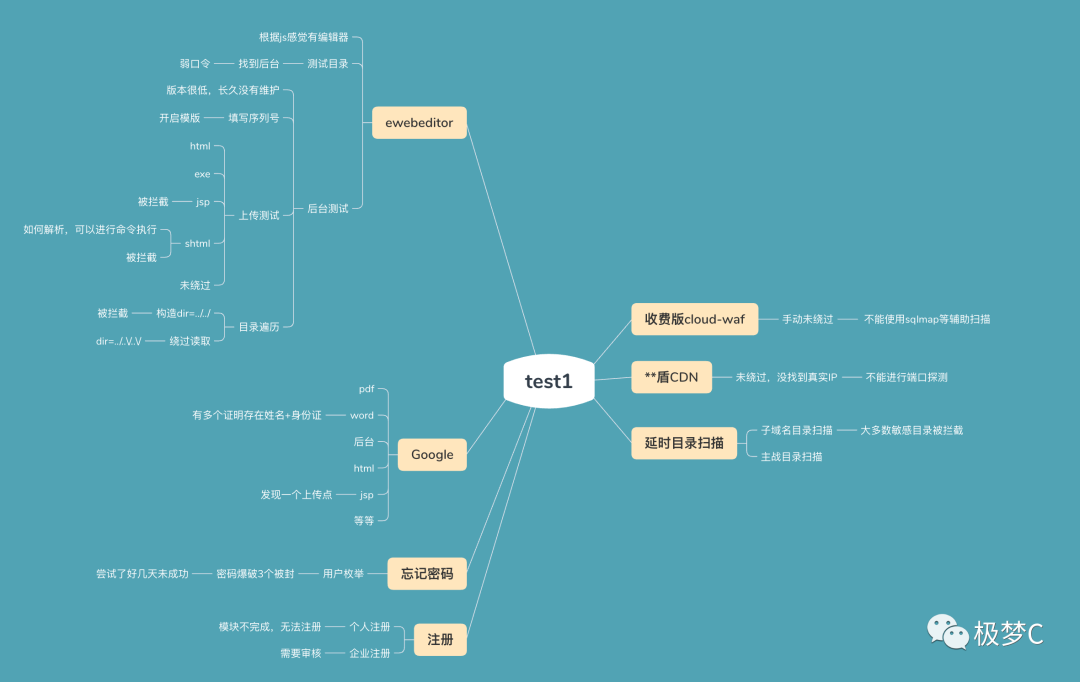 test1
收费版cloud-waf
手动未绕过
不能使用sqlmap等辅助扫描
**盾CDN
未绕过，没找到真实IP
不能进行端口探测
延时目录扫描
子域名目录扫描
大多数敏感目录被拦截
主战目录扫描
ewebeditor
根据js感觉有编辑器
测试目录
找到后台
弱口令
后台测试
版本很低，长久没有维护
填写序列号
开启模版
上传测试
html
exe
jsp
被拦截
shtml
如何解析，可以进行命令执行
被拦截
未绕过
目录遍历
构造dir=../../
被拦截
绕过读取
dir=../..\/..\/
Google
pdf
word
有多个证明存在姓名+身份证
后台
html
jsp
发现一个上传点
等等
忘记密码
用户枚举
密码爆破3个被封
尝试了好几天未成功
注册
个人注册
模块不完成，无法注册
企业注册
需要审核
极梦C